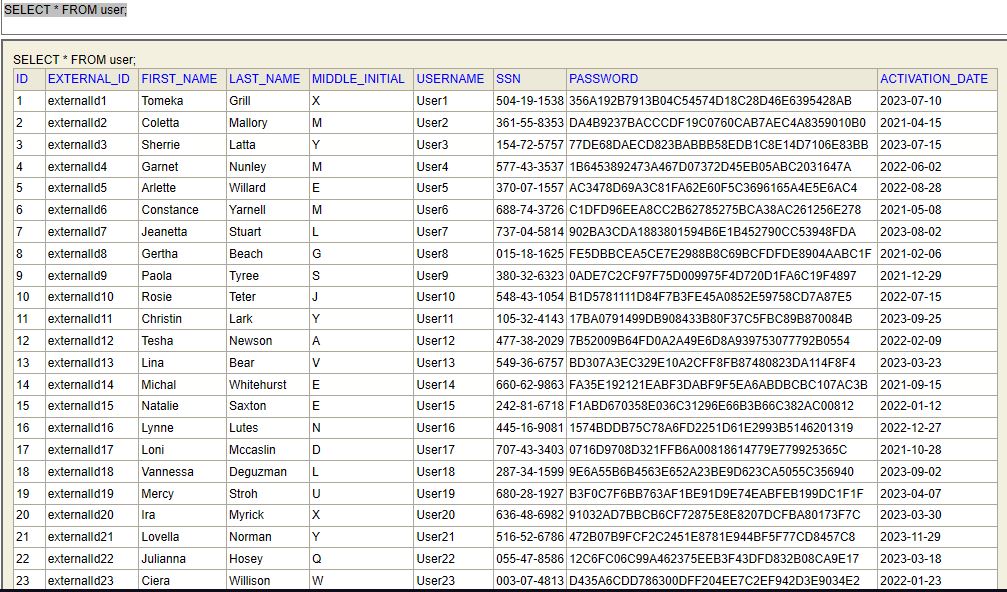 SELECT * FROM user;
SELECT * FROM user;
ID EXTERNAL_ID FIRST_NAME LAST_NAME MIDDLE_INITIAL USERNAME SSN PASSWORD ACTIVATION_DATE
1 externalId1 Tomeka Grill X User1 504-19-1538 356A192B7913B04C54574D18C28D46E6395428AB 2023-07-10
2 externalId2 Coletta Mallory M User2 361-55-8353 DA4B9237BACCCDF19C0760CAB7AEC4A8359010B0 2021-04-15
3 externalId3 Sherrie Latta Y User3 154-72-5757 77DE68DAECD823BABBB58EDB1C8E14D7106E83BB 2023-07-15
4 externalId4 Garnet Nunley M User4 577-43-3537 1B6453892473A467D07372D45EB05ABC2031647A 2022-06-02
5 externalId5 Arlette Willard E User5 370-07-1557 AC3478D69A3C81FA62E60F5C3696165A4E5E6AC4 2022-08-28
6 externalId6 Constance Yarnell M User6 688-74-3726 C1DFD96EEA8CC2B62785275BCA38AC261256E278 2021-05-08
7 externalId7 Jeanetta Stuart L User7 737-04-5814 902BA3CDA1883801594B6E1B452790CC53948FDA 2023-08-02
8 externalId8 Gertha Beach G User8 015-18-1625 FE5DBBCEA5CE7E2988B8C69BCFDFDE8904AABC1F 2021-02-06
9 externalId9 Paola Tyree S User9 380-32-6323 0ADE7C2CF97F75D009975F4D720D1FA6C19F4897 2021-12-29
10 externalId10 Rosie Teter J User10 548-43-1054 B1D5781111D84F7B3FE45A0852E59758CD7A87E5 2022-07-15
11 externalId11 Christin Lark Y User11 105-32-4143 17BA0791499DB908433B80F37C5FBC89B870084B 2023-09-25
12 externalId12 Tesha Newson A User12 477-38-2029 7B52009B64FD0A2A49E6D8A939753077792B0554 2022-02-09
13 externalId13 Lina Bear V User13 549-36-6757 BD307A3EC329E10A2CFF8FB87480823DA114F8F4 2023-03-23
14 externalId14 Michal Whitehurst E User14 660-62-9863 FA35E192121EABF3DABF9F5EA6ABDBCBC107AC3B 2021-09-15
15 externalId15 Natalie Saxton E User15 242-81-6718 F1ABD670358E036C31296E66B3B66C382AC00812 2022-01-12
16 externalId16 Lynne Lutes N User16 445-16-9081 1574BDDB75C78A6FD2251D61E2993B5146201319 2022-12-27
17 externalId17 Loni Mccaslin D User17 707-43-3403 0716D9708D321FFB6A00818614779E779925365C 2021-10-28
18 externalId18 Vannessa Deguzman L User18 287-34-1599 9E6A55B6B4563E652A23BE9D623CA5055C356940 2023-09-02
19 externalId19 Mercy Stroh U User19 680-28-1927 B3F0C7F6BB763AF1BE91D9E74EABFEB199DC1F1F 2023-04-07
20 externalId20 Ira Myrick X User20 636-48-6982 91032AD7BBCB6CF72875E8E8207DCFBA80173F7C 2023-03-30
21 externalId21 Lovella Norman Y User21 516-52-6786 472B07B9FCF2C2451E8781E944BF5F77CD8457C8 2023-11-29
22 externalId22 Julianna Hosey Q User22 055-47-8586 12C6FC06C99A462375EEB3F43DFD832B08CA9E17 2023-03-18
23 externalId23 Ciera Willison W User23 003-07-4813 D435A6CDD786300DFF204EE7C2EF942D3E9034E2 2022-01-23